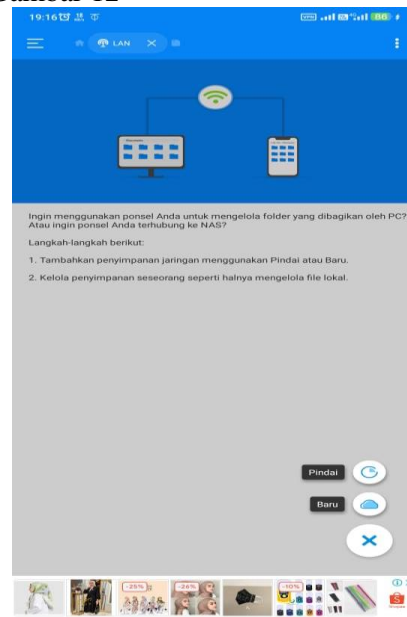 19:16
VPN
86
LAN
Ingin menggunakan ponsel Anda untuk mengelola folder yang dibagikan oleh PC?
Atau ingin ponsel Anda terhubung ke NAS?
Langkah-langkah berikut:
1. Tambahkan penyimpanan jaringan menggunakan Pindai atau Baru.
2. Kelola penyimpanan seseorang seperti halnya mengelola file lokal.
Pindai
Baru
-25%
-26%
-10%